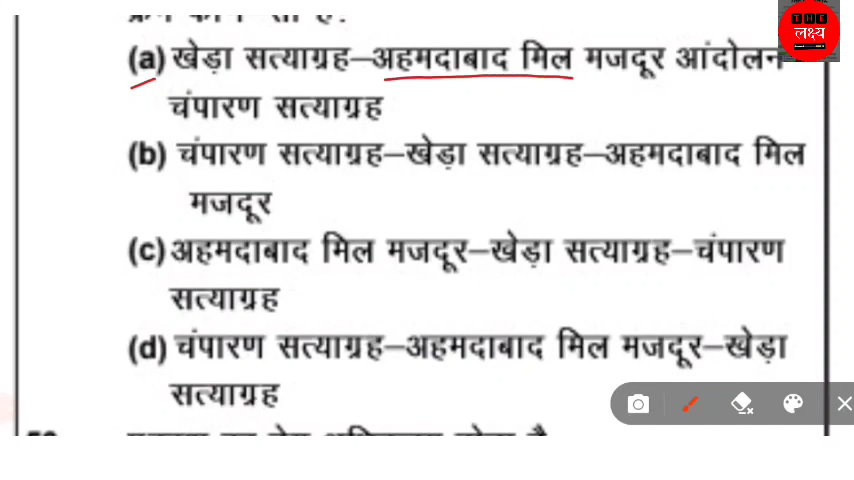 THE
लक्ष्य
(a) खेड़ा सत्याग्रह–अहमदाबाद मिल मजदूर आंदोलन
चंपारण सत्याग्रह
(b) चंपारण सत्याग्रह–खेड़ा सत्याग्रह–अहमदाबाद मिल
मजदूर
(c) अहमदाबाद मिल मजदूर–खेड़ा सत्याग्रह–चंपारण
सत्याग्रह
(d) चंपारण सत्याग्रह–अहमदाबाद मिल मजदूर–खेड़ा
सत्याग्रह